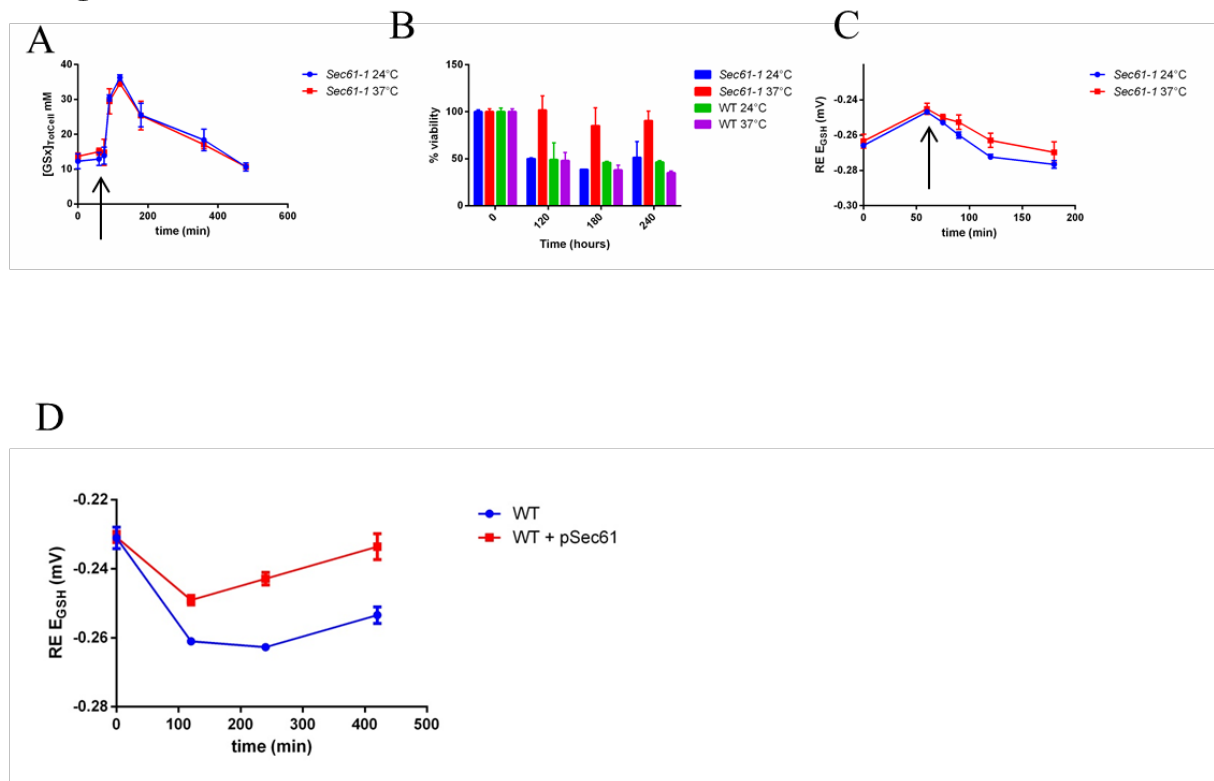 A
[GSx]TotCell mM
40
30
20
10
0
0 200 400 600
time (min)
Sec61-1 24°C
Sec61-1 37°C
B
% viability
150
100
50
0
0 120 180 240
Time (hours)
Sec61-1 24°C
Sec61-1 37°C
WT 24°C
WT 37°C
C
RE EGSH (mV)
-0.24
-0.26
-0.28
-0.30
0 50 100 150 200
time (min)
Sec61-1 24°C
Sec61-1 37°C
D
RE EGSH (mV)
-0.22
-0.24
-0.26
-0.28
0 100 200 300 400 500
time (min)
WT
WT + pSec61